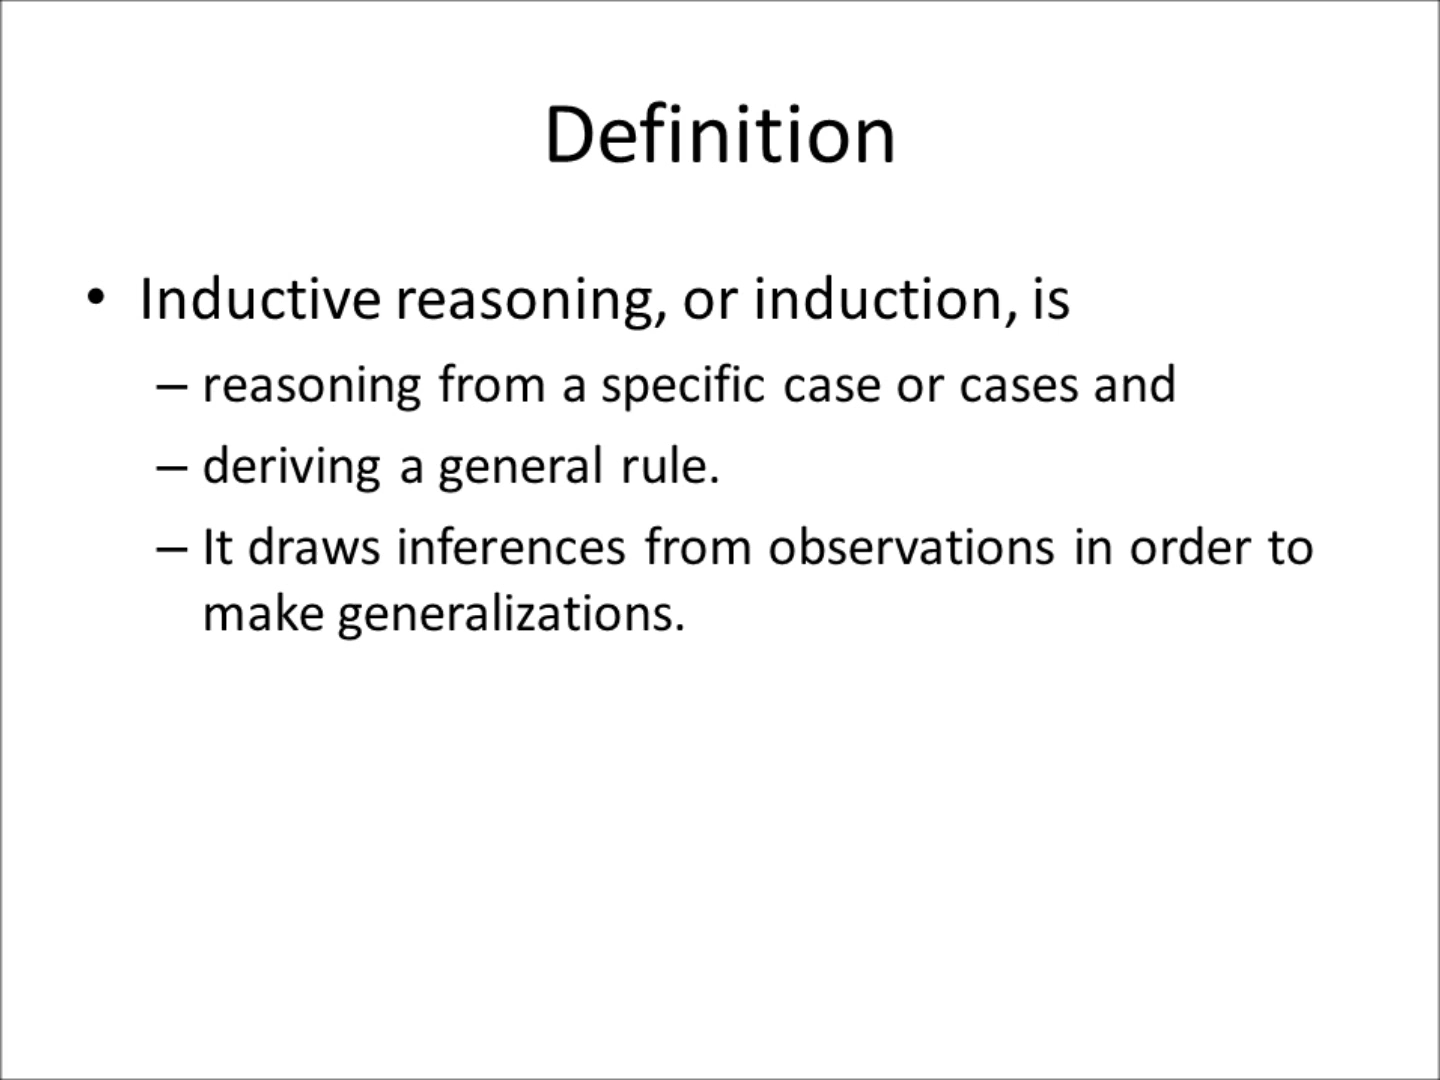 Definition
• Inductive reasoning, or induction, is
– reasoning from a specific case or cases and
– deriving a general rule.
– It draws inferences from observations in order to
make generalizations.